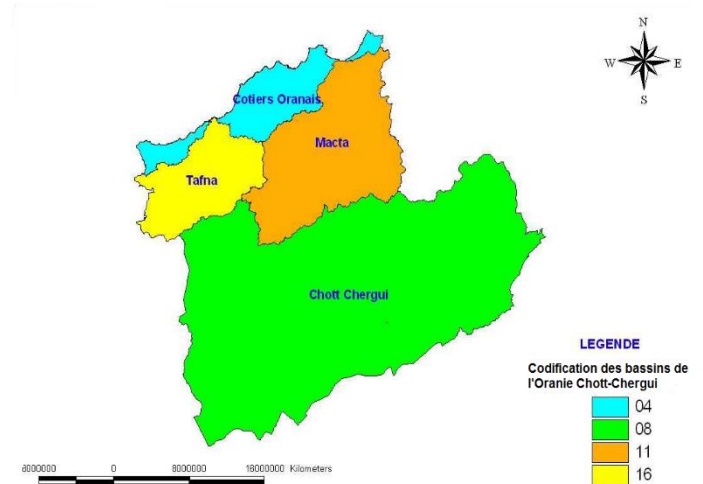 N
W E
S
Cotiers Oranais
Macta
Tafna
Chott Chergui
LEGENDE
Codification des bassins de
l'Oranie Chott-Chergui
04
08
11
16
8000000 0 8000000 16000000 Kilometers